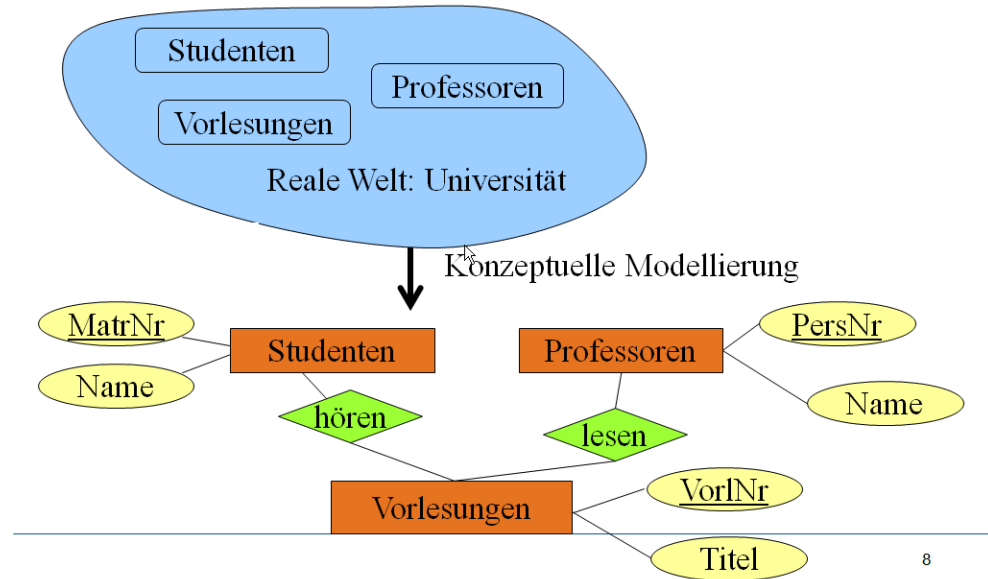 Studenten
Professoren
Vorlesungen
Reale Welt: Universität
Konzeptuelle Modellierung
MatrNr
PersNr
Studenten
Professoren
Name
Name
hören
lesen
VorlNr
Vorlesungen
Titel
8